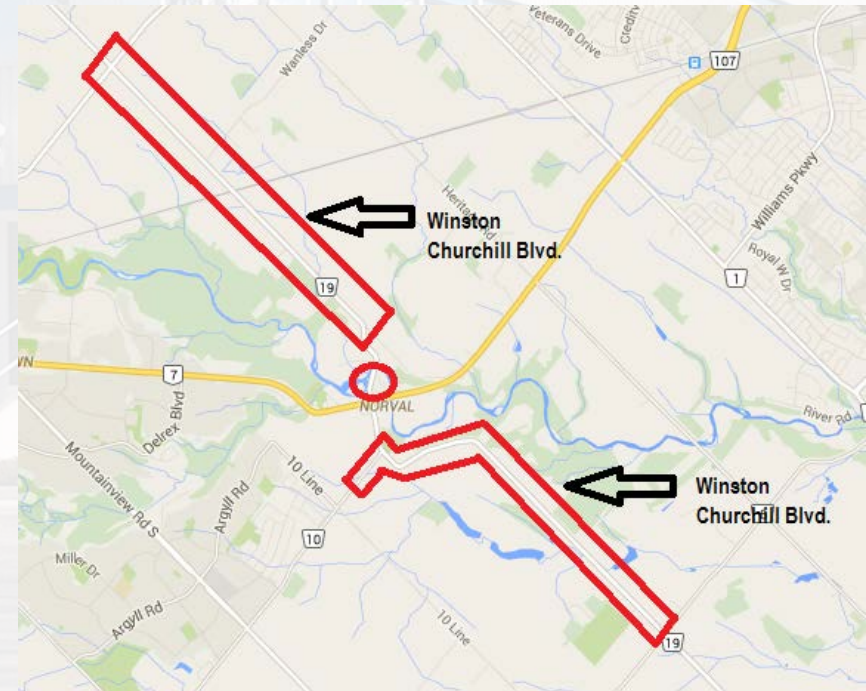 Veterans Drive
Credit
Wanless Dr
107
Heritage Rd
Williams Pkwy
Winston
Churchill Blvd.
Royal W Dr
1
19
7
NORVAL
River Rd
Delrex Blvd
Mountainview Rd S
10 Line
Argyll Rd
Winston
Churchill Blvd.
10
Miller Dr
10 Line
Argyll Rd
19